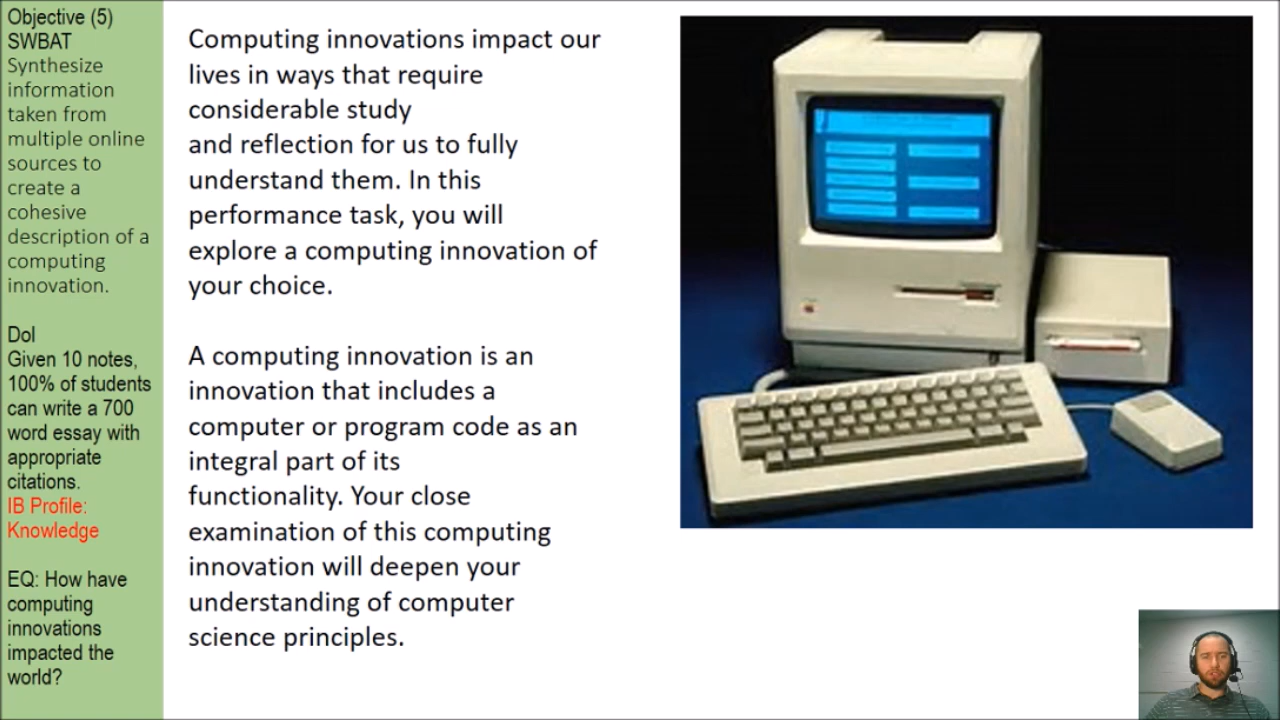 Objective (5)
SWBAT
Synthesize
information
taken from
multiple online
sources to
create a
cohesive
description of a
computing
innovation.
DoI
Given 10 notes,
100% of students
can write a 700
word essay with
appropriate
citations.
IB Profile:
Knowledge
EQ: How have
computing
innovations
impacted the
world?
Computing innovations impact our
lives in ways that require
considerable study
and reflection for us to fully
understand them. In this
performance task, you will
explore a computing innovation of
your choice.
A computing innovation is an
innovation that includes a
computer or program code as an
integral part of its
functionality. Your close
examination of this computing
innovation will deepen your
understanding of computer
science principles.